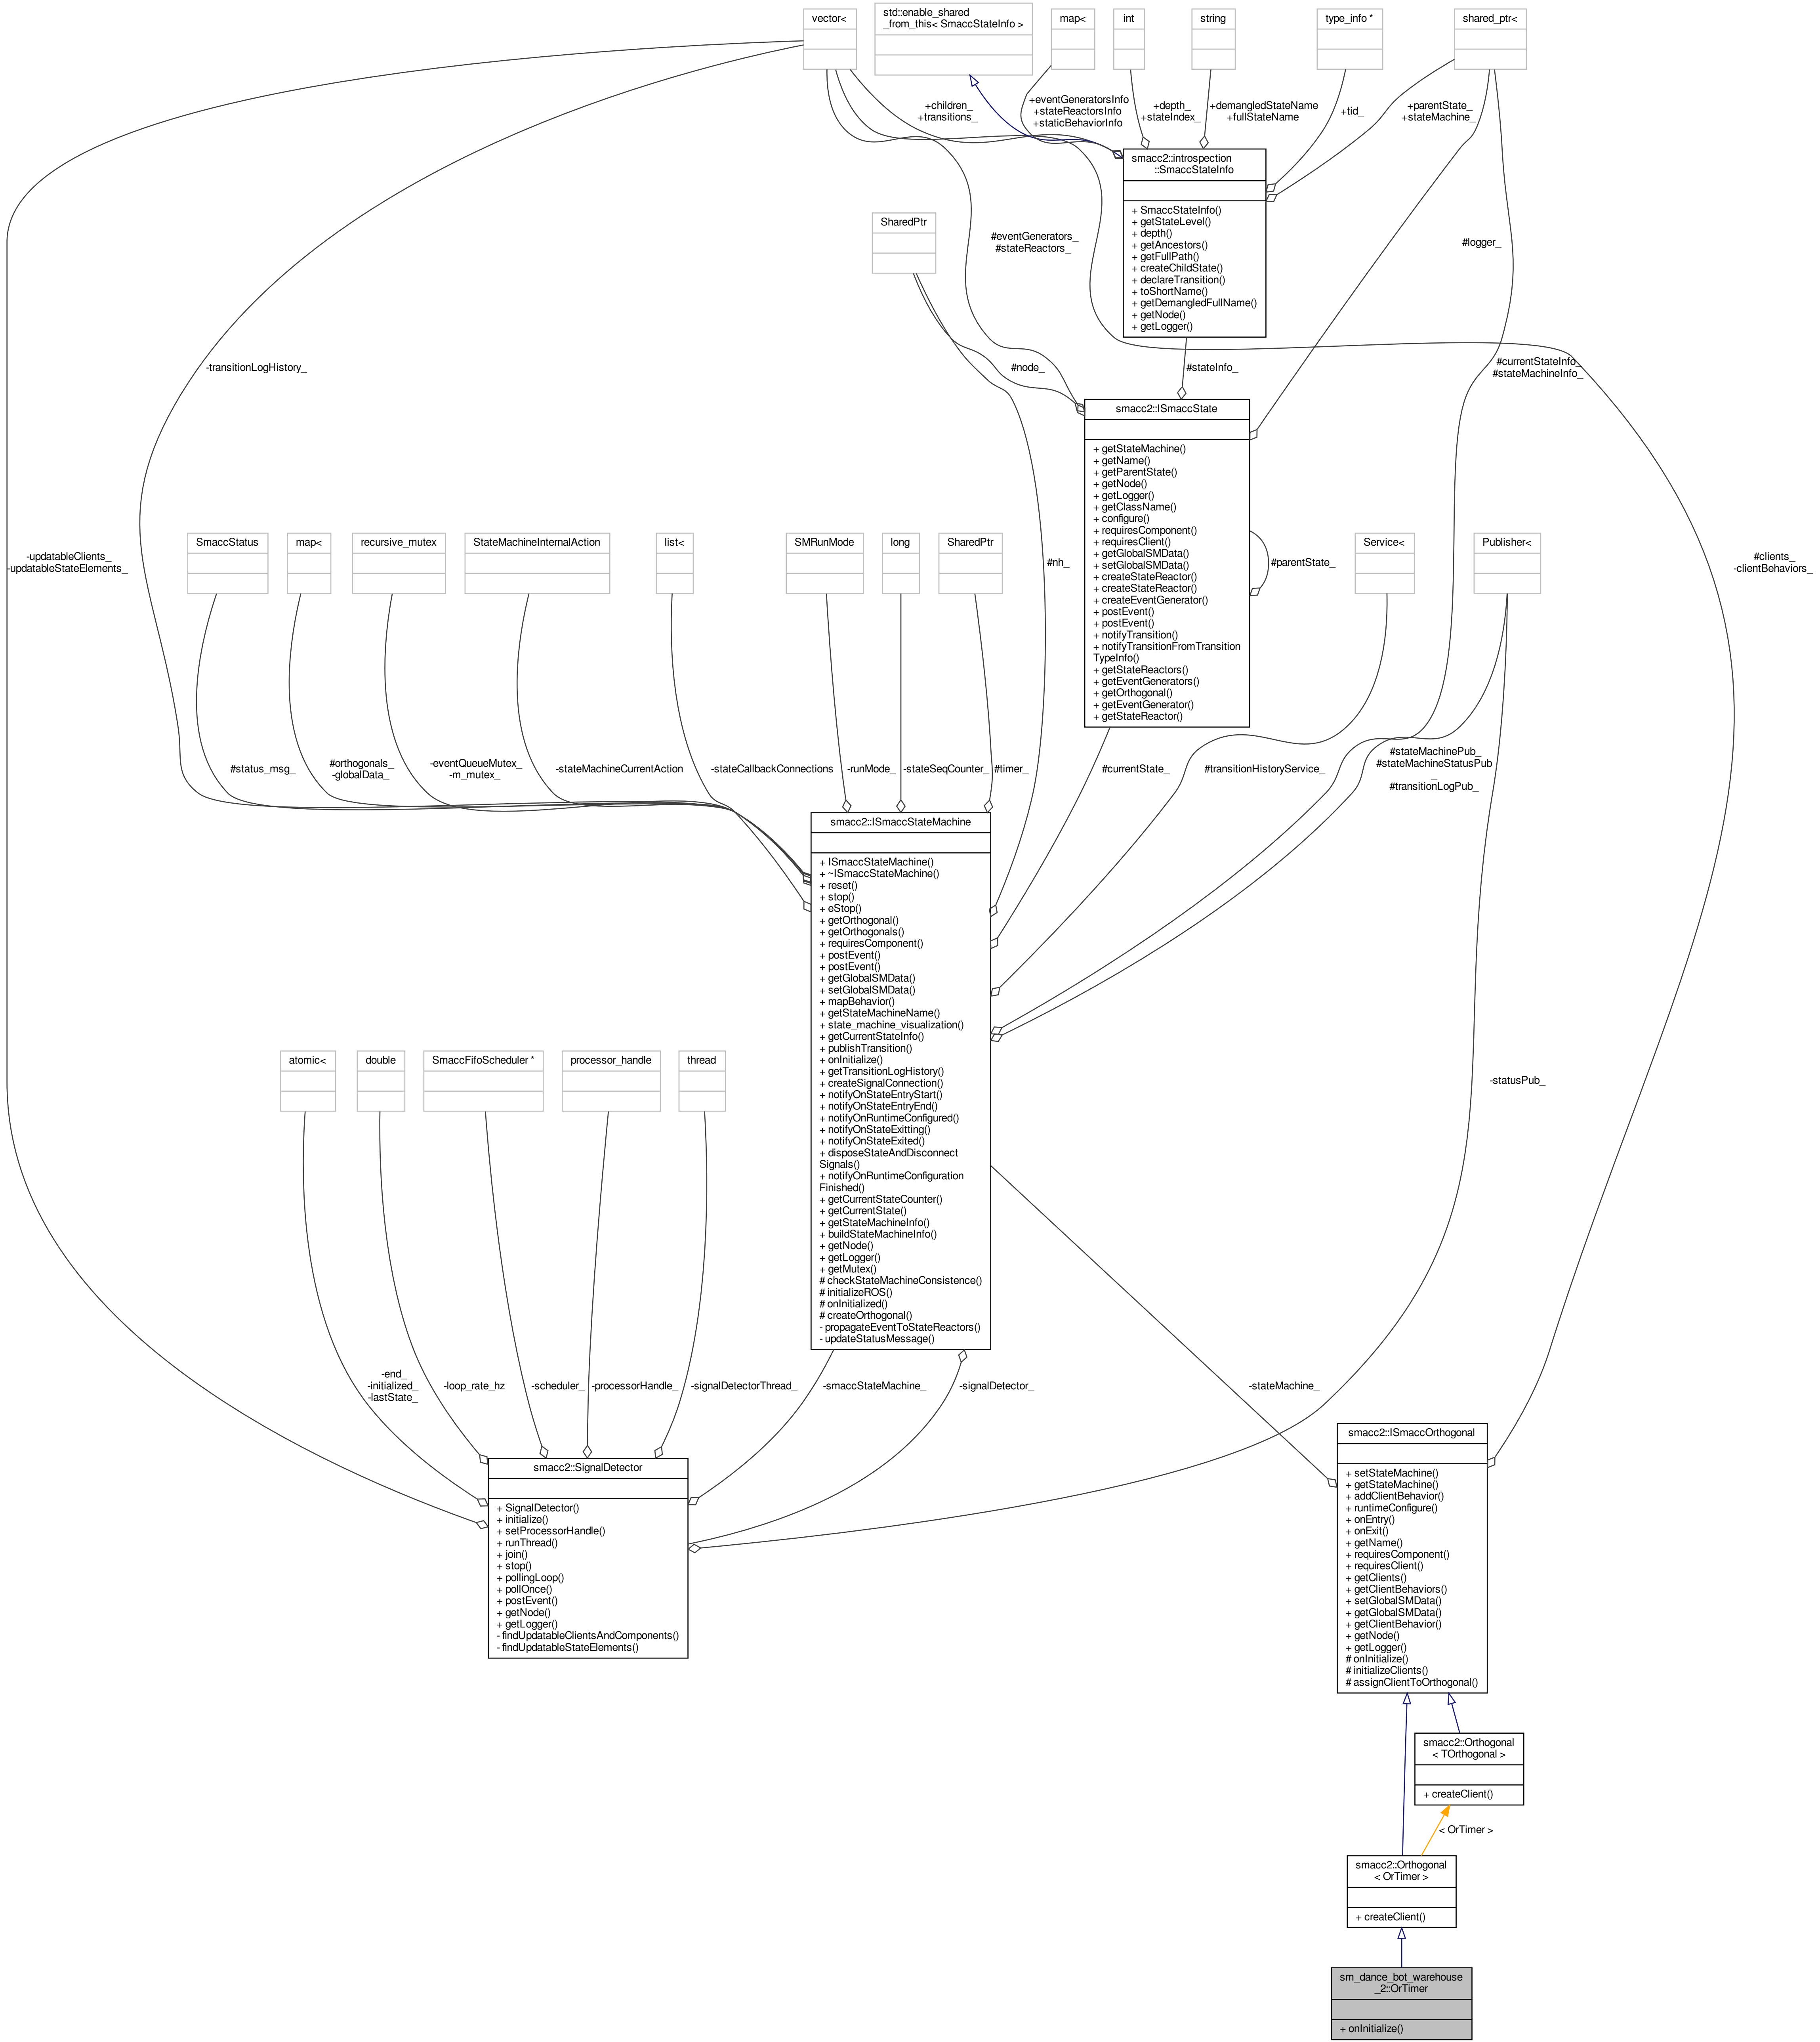 vector<
std::enable_shared
_from_this< SmaccStateInfo >
map<
int
string
type_info *
shared_ptr<
+children_
+transitions_
+eventGeneratorsInfo
+stateReactorsInfo
+staticBehaviorInfo
+depth_
+stateIndex_
+demangledStateName
+fullStateName
+tid_
+parentState_
+stateMachine_
smacc2::introspection
::SmaccStateInfo
+ SmaccStateInfo()
+ getStateLevel()
+ depth()
+ getAncestors()
+ getFullPath()
+ createChildState()
+ declareTransition()
+ toShortName()
+ getDemangledFullName()
+ getNode()
+ getLogger()
SharedPtr
#eventGenerators_
#stateReactors_
#logger_
-transitionLogHistory_
#node_
#stateInfo_
#currentStateInfo_
#stateMachineInfo_
smacc2::ISmaccState
+ getStateMachine()
+ getName()
+ getParentState()
+ getNode()
+ getLogger()
+ getClassName()
+ configure()
+ requiresComponent()
+ requiresClient()
+ getGlobalSMData()
+ setGlobalSMData()
+ createStateReactor()
+ createStateReactor()
+ createEventGenerator()
+ postEvent()
+ postEvent()
+ notifyTransition()
+ notifyTransitionFromTransition
TypeInfo()
+ getStateReactors()
+ getEventGenerators()
+ getOrthogonal()
+ getEventGenerator()
+ getStateReactor()
#parentState_
-updatableClients_
-updatableStateElements_
SmaccStatus
map<
recursive_mutex
StateMachineInternalAction
list<
SMRunMode
long
SharedPtr
#nh_
Service<
Publisher<
#clients_
-clientBehaviors_
#status_msg_
#orthogonals_
-globalData_
-eventQueueMutex_
-m_mutex_
-stateMachineCurrentAction
-stateCallbackConnections
-runMode_
-stateSeqCounter_
#timer_
#currentState_
#transitionHistoryService_
#stateMachinePub_
#stateMachineStatusPub
_
#transitionLogPub_
smacc2::ISmaccStateMachine
+ ISmaccStateMachine()
+ ~ISmaccStateMachine()
+ reset()
+ stop()
+ eStop()
+ getOrthogonal()
+ getOrthogonals()
+ requiresComponent()
+ postEvent()
+ postEvent()
+ getGlobalSMData()
+ setGlobalSMData()
+ mapBehavior()
+ getStateMachineName()
+ state_machine_visualization()
+ getCurrentStateInfo()
+ publishTransition()
+ onInitialize()
+ getTransitionLogHistory()
+ createSignalConnection()
+ notifyOnStateEntryStart()
+ notifyOnStateEntryEnd()
+ notifyOnRuntimeConfigured()
+ notifyOnStateExitting()
+ notifyOnStateExited()
+ disposeStateAndDisconnect
Signals()
+ notifyOnRuntimeConfiguration
Finished()
+ getCurrentStateCounter()
+ getCurrentState()
+ getStateMachineInfo()
+ buildStateMachineInfo()
+ getNode()
+ getLogger()
+ getMutex()
# checkStateMachineConsistence()
# initializeROS()
# onInitialized()
# createOrthogonal()
- propagateEventToStateReactors()
- updateStatusMessage()
atomic<
double
SmaccFifoScheduler *
processor_handle
thread
-statusPub_
-end_
-initialized_
-lastState_
-loop_rate_hz
-scheduler_
-processorHandle_
-signalDetectorThread_
-smaccStateMachine_
-signalDetector_
-stateMachine_
smacc2::SignalDetector
+ SignalDetector()
+ initialize()
+ setProcessorHandle()
+ runThread()
+ join()
+ stop()
+ pollingLoop()
+ pollOnce()
+ postEvent()
+ getNode()
+ getLogger()
- findUpdatableClientsAndComponents()
- findUpdatableStateElements()
smacc2::ISmaccOrthogonal
+ setStateMachine()
+ getStateMachine()
+ addClientBehavior()
+ runtimeConfigure()
+ onEntry()
+ onExit()
+ getName()
+ requiresComponent()
+ requiresClient()
+ getClients()
+ getClientBehaviors()
+ setGlobalSMData()
+ getGlobalSMData()
+ getClientBehavior()
+ getNode()
+ getLogger()
# onInitialize()
# initializeClients()
# assignClientToOrthogonal()
smacc2::Orthogonal
< TOrthogonal >
+ createClient()
< OrTimer >
smacc2::Orthogonal
< OrTimer >
+ createClient()
sm_dance_bot_warehouse
_2::OrTimer
+ onInitialize()